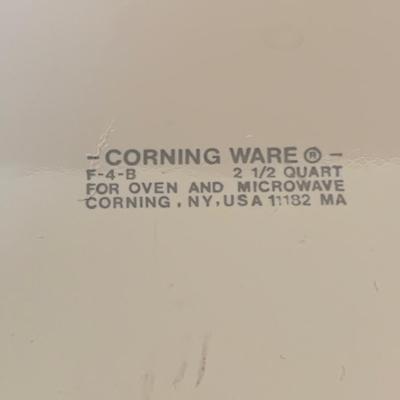 - CORNING WARE ® -
F-4-B 2 1/2 QUART
FOR OVEN AND MICROWAVE
CORNING, NY, USA 11182 MA